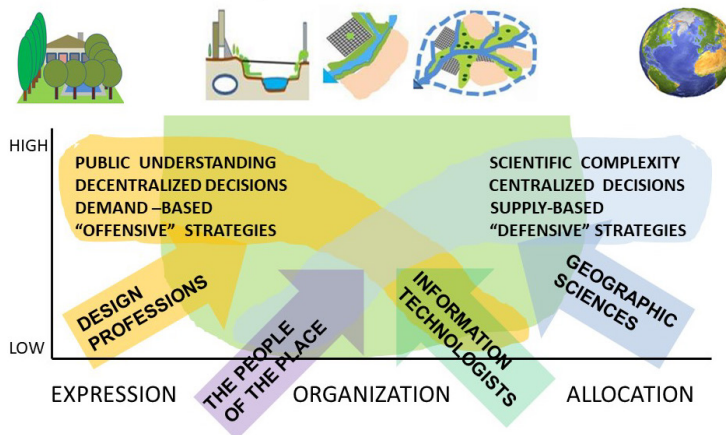 HIGH
PUBLIC UNDERSTANDING
DECENTRALIZED DECISIONS
DEMAND –BASED
“OFFENSIVE” STRATEGIES
SCIENTIFIC COMPLEXITY
CENTRALIZED DECISIONS
SUPPLY-BASED
“DEFENSIVE” STRATEGIES
DESIGN
PROFESSIONS
THE PEOPLE
OF THE PLACE
INFORMATION
TECHNOLOGISTS
GEOGRAPHIC
SCIENCES
LOW
EXPRESSION
ORGANIZATION
ALLOCATION